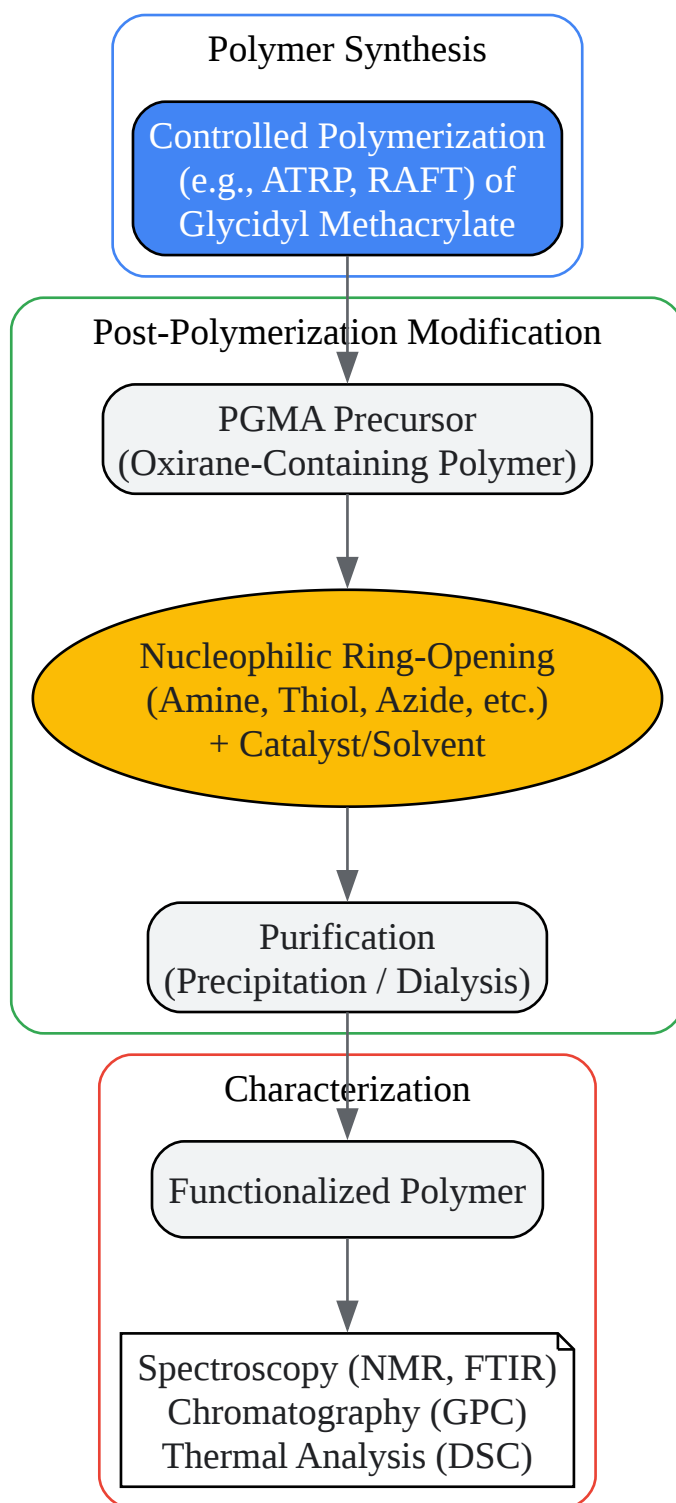 Polymer Synthesis
Controlled Polymerization
(e.g., ATRP, RAFT) of
Glycidyl Methacrylate
Post-Polymerization Modification
PGMA Precursor
(Oxirane-Containing Polymer)
Nucleophilic Ring-Opening
(Amine, Thiol, Azide, etc.)
+ Catalyst/Solvent
Purification
(Precipitation / Dialysis)
Characterization
Functionalized Polymer
Spectroscopy (NMR, FTIR)
Chromatography (GPC)
Thermal Analysis (DSC)